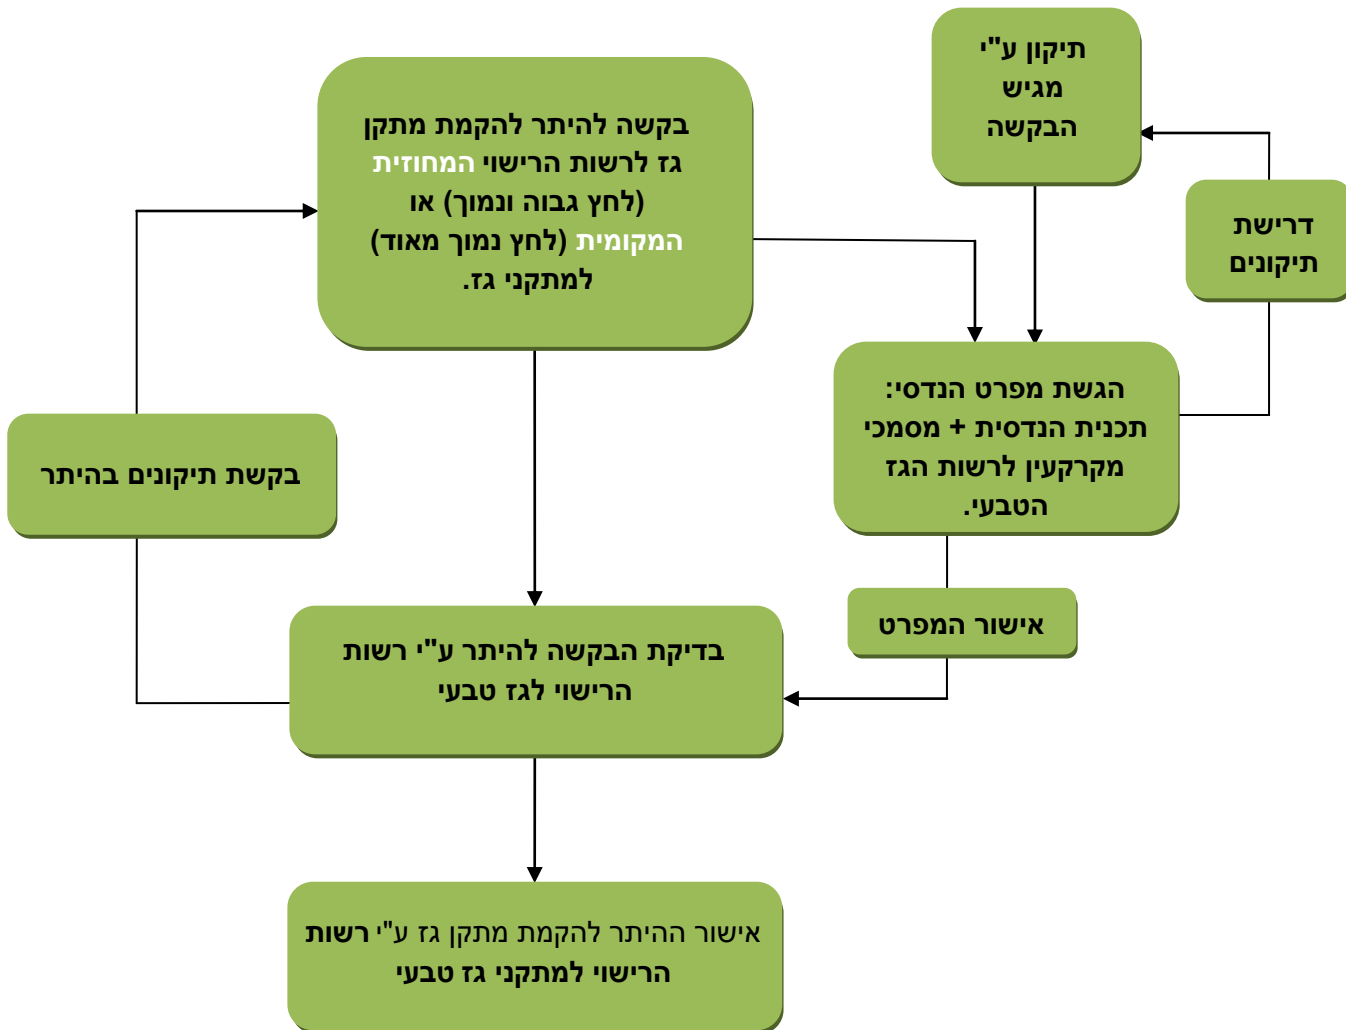 תיקון ע"י
מגיש
הבקשה
בקשה להיתר להקמת מתקן
גז לרשות הרישוי המחוזית
(לחץ גבוה ונמוך) או
המקומית (לחץ נמוך מאוד)
למתקני גז.
דרישת
תיקונים
הגשת מפרט הנדסי:
תכנית הנדסית + מסמכי
מקרקעין לרשות הגז
הטבעי.
בקשת תיקונים בהיתר
אישור המפרט
בדיקת הבקשה להיתר ע"י רשות
הרישוי לגז טבעי
אישור ההיתר להקמת מתקן גז ע"י רשות
הרישוי למתקני גז טבעי